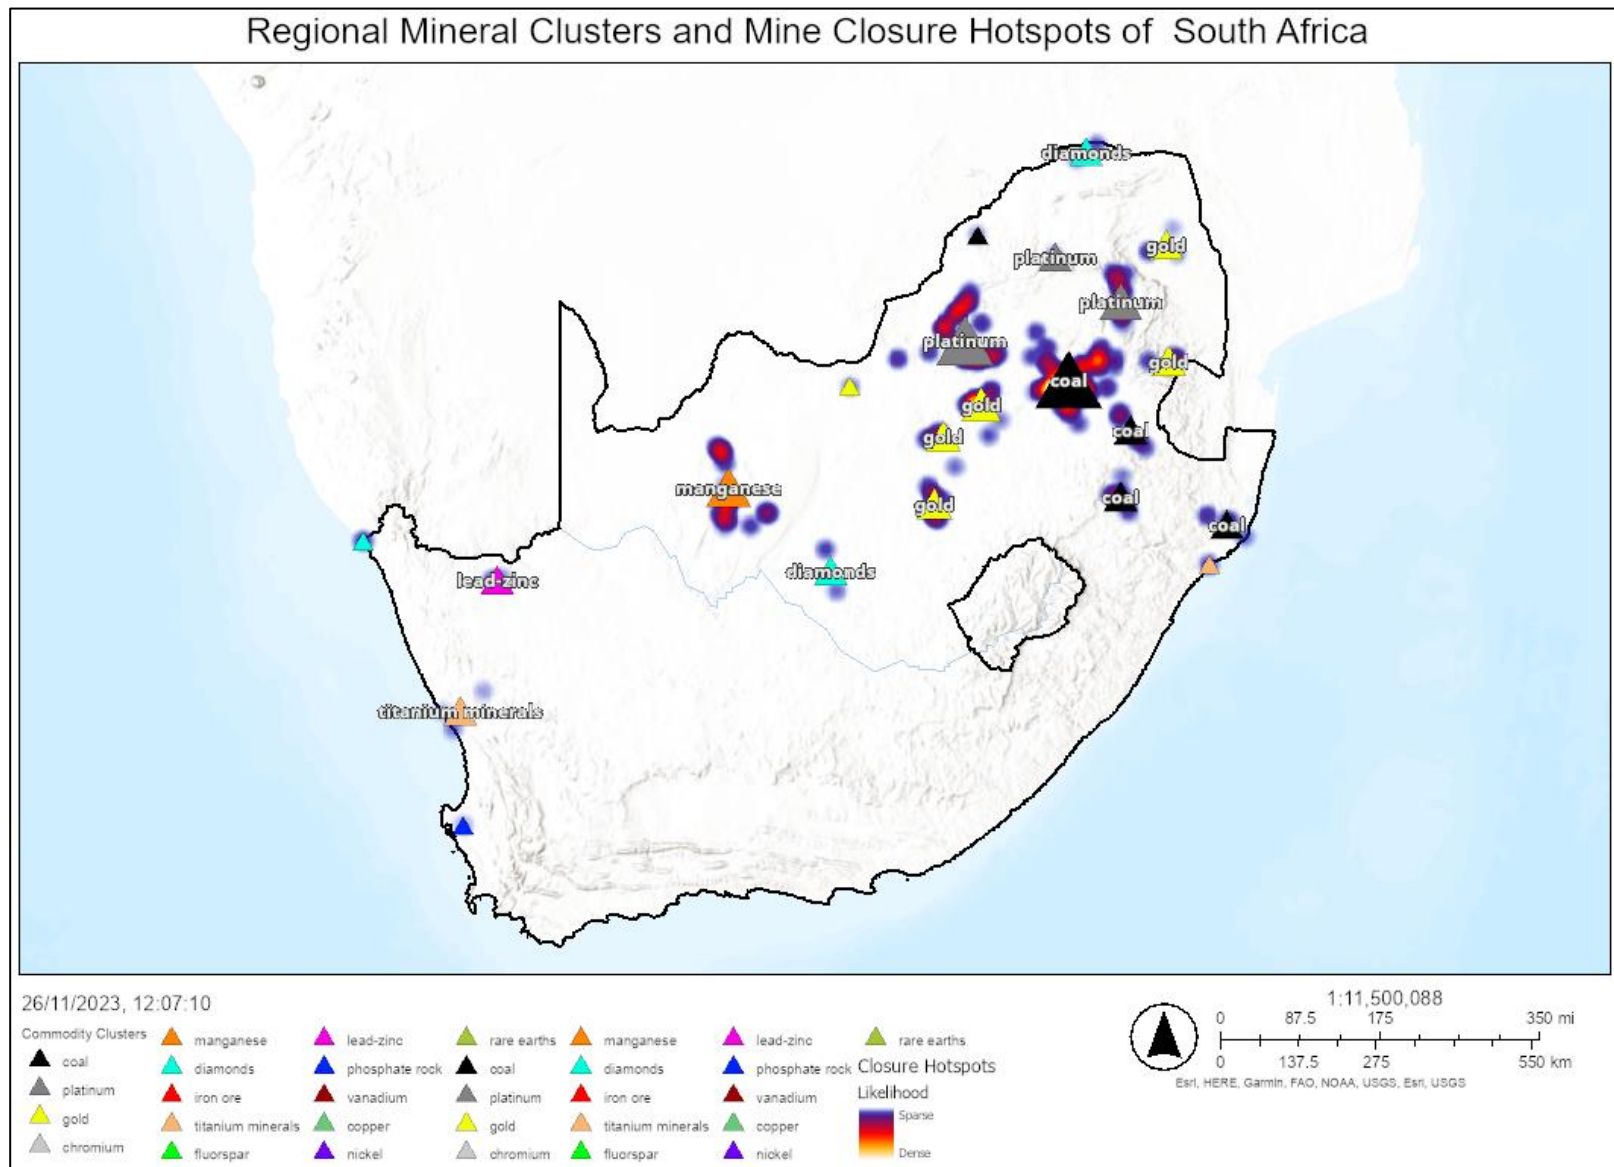 Regional Mineral Clusters and Mine Closure Hotspots of South Africa
diamonds
gold
platinum
platinum
platinum
gold
coal
gold
coal
gold
manganese
coal
gold
coal
diamonds
lead-zinc
titanium minerals
26/11/2023, 12:07:10
Commodity Clusters
coal
platinum
gold
chromium
manganese
diamonds
iron ore
titanium minerals
fluorspar
lead-zinc
phosphate rock
vanadium
copper
nickel
rare earths
coal
platinum
gold
chromium
manganese
diamonds
iron ore
titanium minerals
fluorspar
lead-zinc
phosphate rock
vanadium
copper
nickel
rare earths
Closure Hotspots
Likelihood
Sparse
Dense
1:11,500,088
0 87.5 175 350 mi
0 137.5 275 550 km
Esri, HERE, Garmin, FAO, NOAA, USGS, Esri, USGS